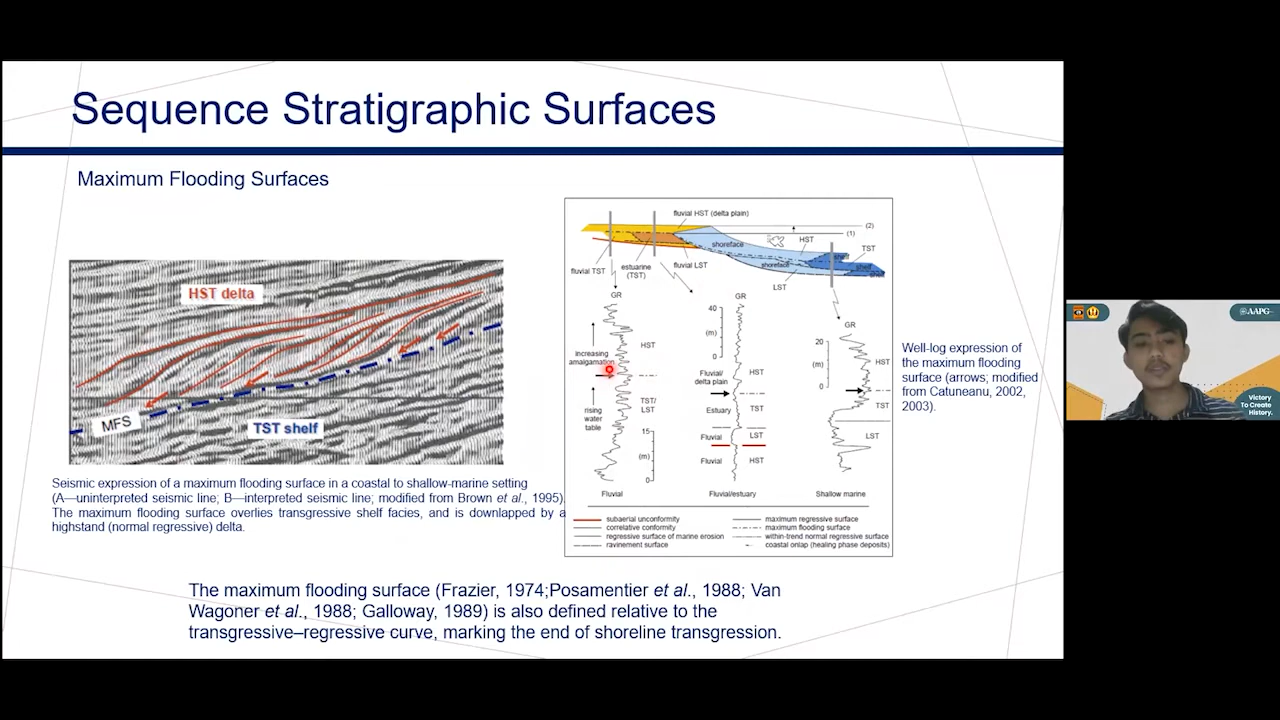 Sequence Stratigraphic Surfaces
Maximum Flooding Surfaces
HST delta
MFS
TST shelf
Seismic expression of a maximum flooding surface in a coastal to shallow-marine setting
(A—uninterpreted seismic line; B—interpreted seismic line; modified from Brown et al., 1995).
The maximum flooding surface overlies transgressive shelf facies, and is downlapped by a
highstand (normal regressive) delta.
fluvial HST (delta plain)
(2)
(1)
shoreface
HST
TST
shelf
shelf
shoreface
fluvial TST
estuarine
(TST)
fluvial LST
LST
GR
increasing
amalgamation
rising
water
table
HST
TST/
LST
15
(m)
0
Fluvial
GR
40
(m)
0
Fluvial/
delta plain
HST
Estuary
TST
Fluvial
LST
Fluvial
HST
Fluvial/estuary
GR
20
(m)
0
HST
TST
LST
Shallow marine
subaerial unconformity
correlative conformity
regressive surface of marine erosion
ravinement surface
maximum regressive surface
maximum flooding surface
within-trend normal regressive surface
coastal onlap (healing phase deposits)
Well-log expression of
the maximum flooding
surface (arrows; modified
from Catuneanu, 2002,
2003).
The maximum flooding surface (Frazier, 1974;Posamentier et al., 1988; Van
Wagoner et al., 1988; Galloway, 1989) is also defined relative to the
transgressive–regressive curve, marking the end of shoreline transgression.
AAPG
Victory
To Create
History.